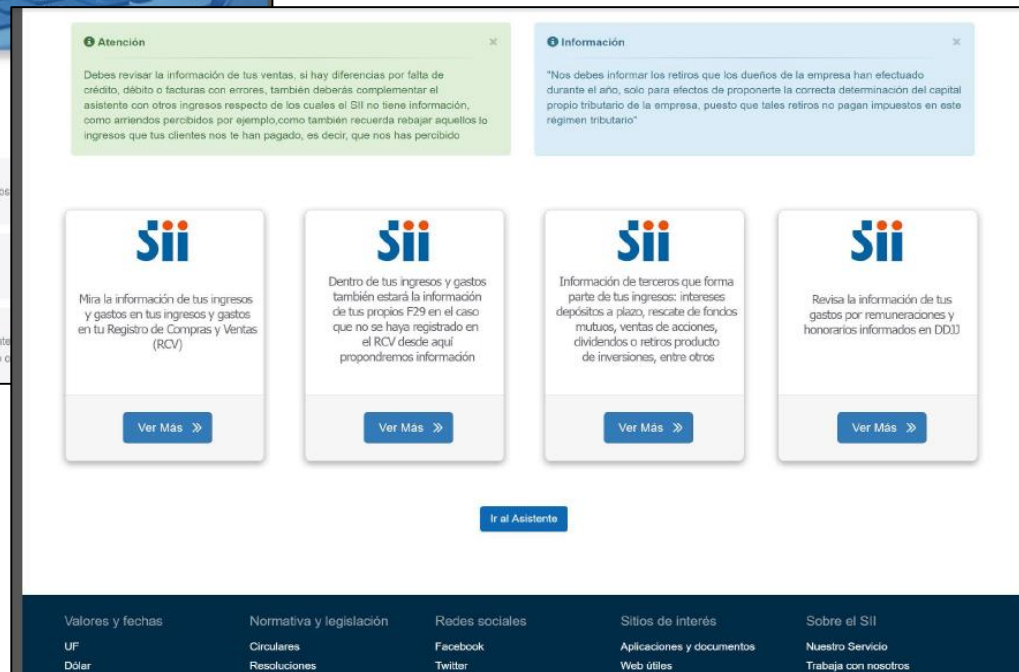 Atención
Debes revisar la información de tus ventas, si hay diferencias por falta de
crédito, débito o facturas con errores, también deberás complementar el
asistente con otros ingresos respecto de los cuales el SII no tiene información,
como arriendos percibidos por ejemplo,como también recuerda rebajar aquellos lo
ingresos que tus clientes nos te han pagado, es decir, que nos has percibido
Información
"Nos debes informar los retiros que los dueños de la empresa han efectuado
durante el año, solo para efectos de proponerte la correcta determinación del capital
propio tributario de la empresa, puesto que tales retiros no pagan impuestos en este
régimen tributario"
sii
Mira la información de tus ingresos
y gastos en tus ingresos y gastos
en tu Registro de Compras y Ventas
(RCV)
Ver Más
sii
Dentro de tus ingresos y gastos
también estará la información
de tus propios F29 en el caso
que no se haya registrado en
el RCV desde aquí
propondremos información
Ver Más
sii
Información de terceros que forma
parte de tus ingresos: intereses
depósitos a plazo, rescate de fondos
mutuos, ventas de acciones,
dividendos o retiros producto
de inversiones, entre otros
Ver Más
sii
Revisa la información de tus
gastos por remuneraciones y
honorarios informados en DDJJ
Ver Más
Ir al Asistente
Valores y fechas
UF
Dólar
Normativa y legislación
Circulares
Resoluciones
Redes sociales
Facebook
Twitter
Sitios de interés
Aplicaciones y documentos
Web útiles
Sobre el SII
Nuestro Servicio
Trabaja con nosotros